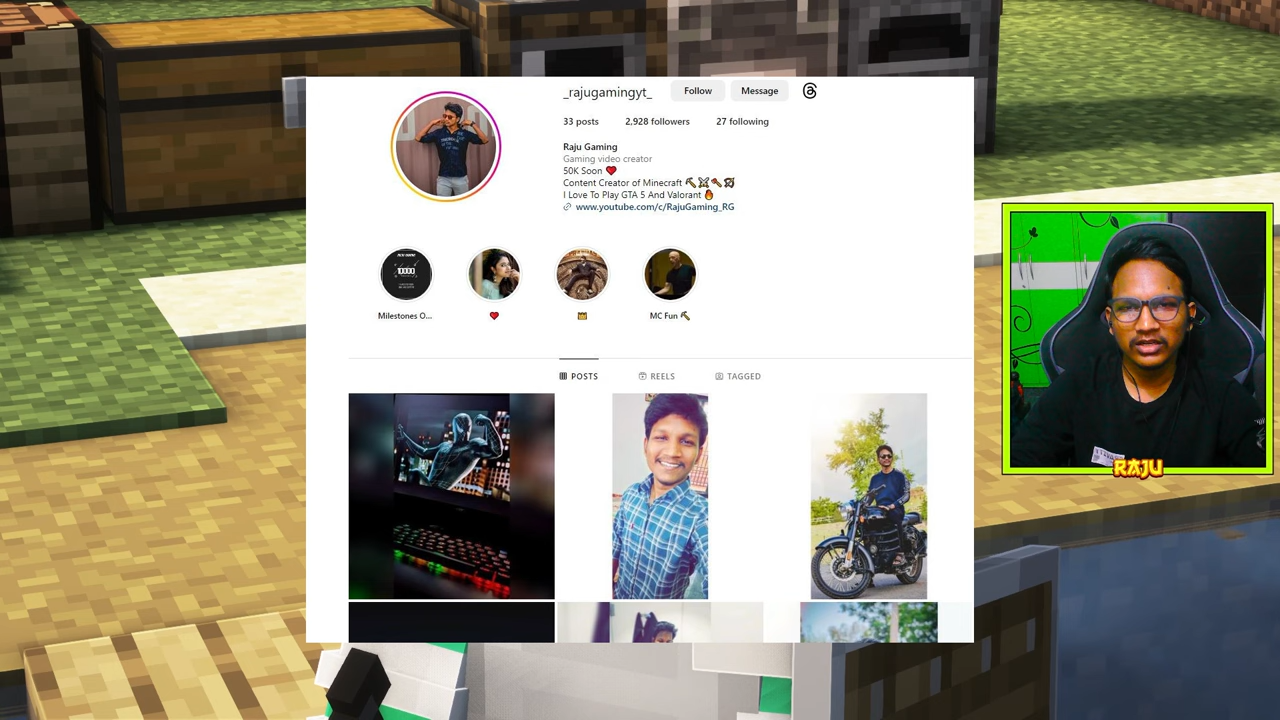 _rajugamingyt_ Follow Message
33 posts 2,928 followers 27 following
Raju Gaming
Gaming video creator
50K Soon ❤️
Content Creator of Minecraft ⛏️⚔️🪓🏹
I Love To Play GTA 5 And Valorant 🔥
www.youtube.com/c/RajuGaming_RG
10000
Milestones O... ❤️ 👑 MC Fun ⛏️
POSTS REELS TAGGED
RAJU